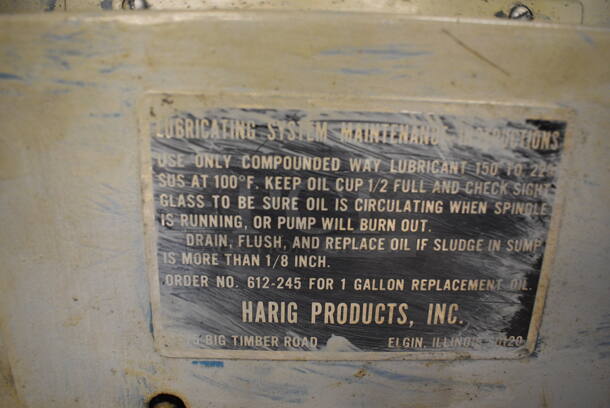 LUBRICATING SYSTEM MAINTENANCE INSTRUCTIONS
USE ONLY COMPOUNDED WAY LUBRICANT 150 TO
SUS AT 100°F. KEEP OIL CUP 1/2 FULL AND CHECK SIGHT
GLASS TO BE SURE OIL IS CIRCULATING WHEN SPINDLE
IS RUNNING, OR PUMP WILL BURN OUT.
DRAIN, FLUSH, AND REPLACE OIL IF SLUDGE IN SUMP
IS MORE THAN 1/8 INCH.
ORDER NO. 612-245 FOR 1 GALLON REPLACEMENT OIL.
HARIG PRODUCTS, INC.
BIG TIMBER ROAD ELGIN, ILLINOIS